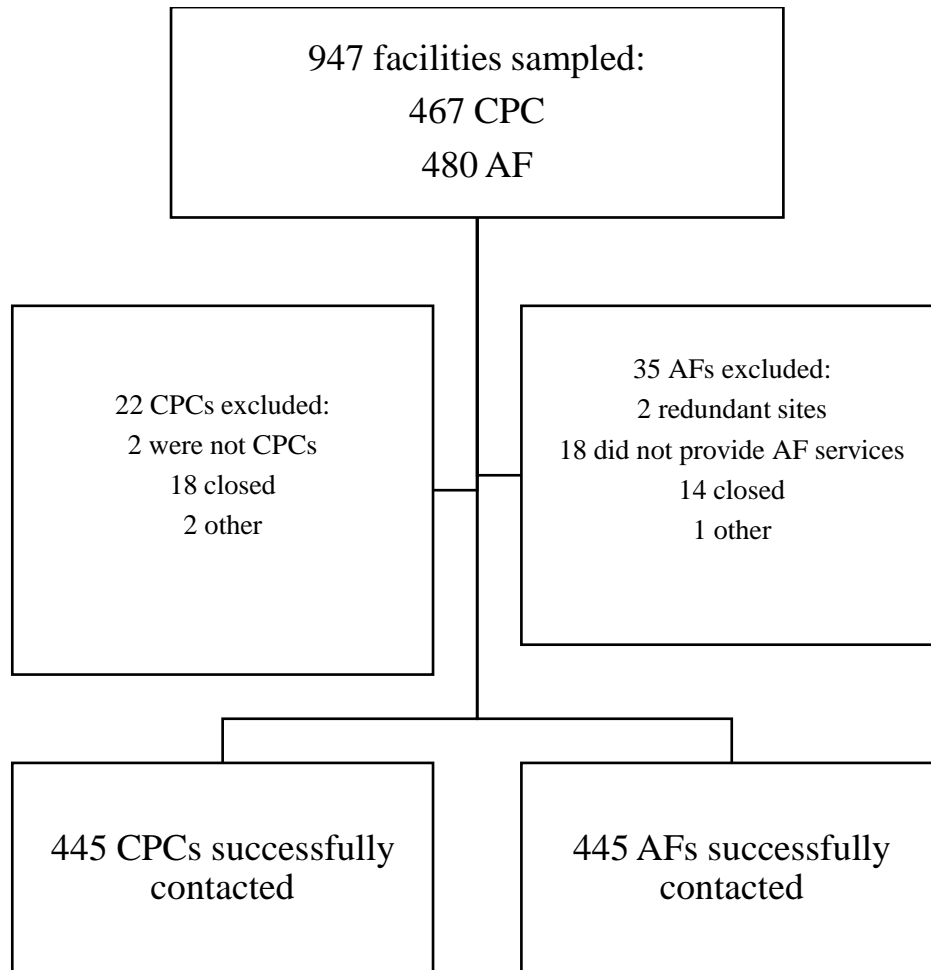 947 facilities sampled:
467 CPC
480 AF
22 CPCs excluded:
2 were not CPCs
18 closed
2 other
35 AFs excluded:
2 redundant sites
18 did not provide AF services
14 closed
1 other
445 CPCs successfully
contacted
445 AFs successfully
contacted